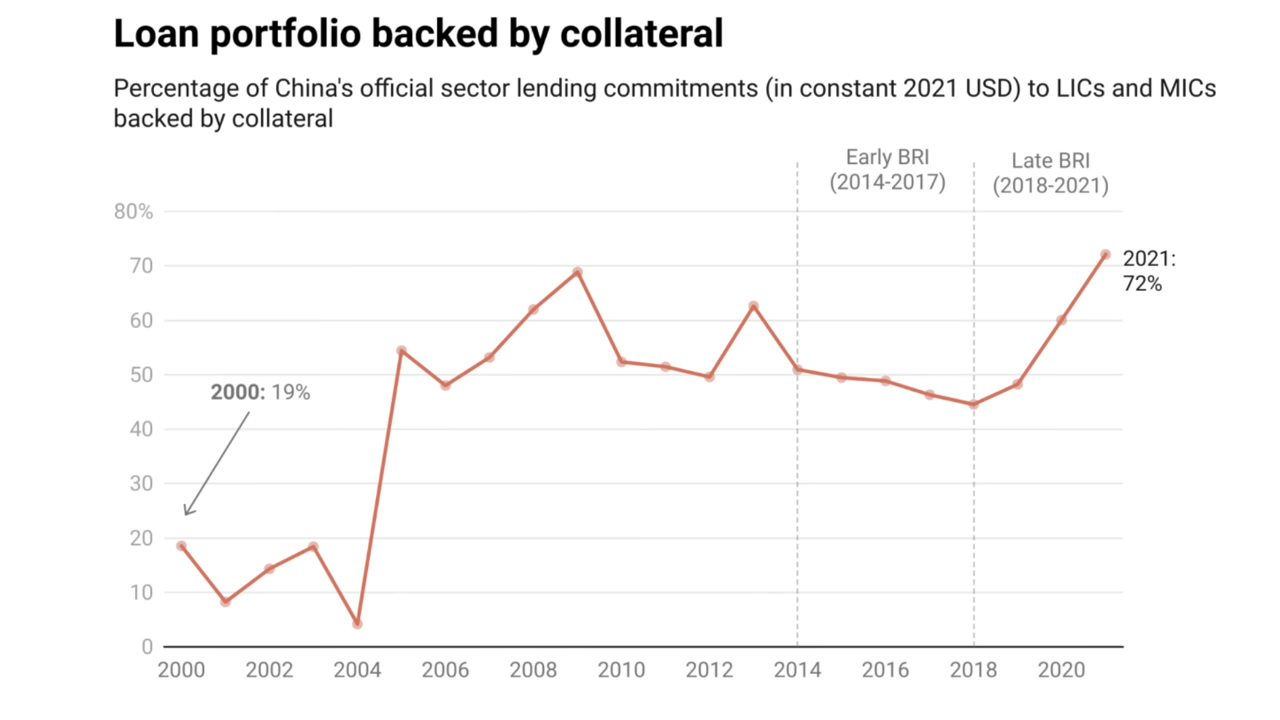 Loan portfolio backed by collateral
Percentage of China's official sector lending commitments (in constant 2021 USD) to LICs and MICs
backed by collateral
Early BRI
(2014-2017)
Late BRI
(2018-2021)
80%
70
60
50
40
30
20
10
0
2000: 19%
2021:
72%
2000 2002 2004 2006 2008 2010 2012 2014 2016 2018 2020